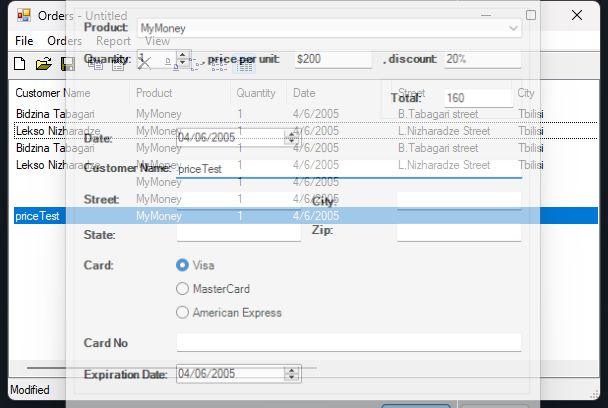 Orders - Untitled
Product: MyMoney
File Orders Report View
Quantity: 1 , price per unit: $200 , discount: 20%
Customer Name Product Quantity Date Street City
Total: 160
Bidzina Tabagari MyMoney 1 4/6/2005 B.Tabagari street Tbilisi
Lekso Nizharadze MyMoney 1 4/6/2005 L.Nizharadze Street Tbilisi
Date: 04/06/2005
Bidzina Tabagari MyMoney 1 4/6/2005 B.Tabagari street Tbilisi
Lekso Nizharadze MyMoney 1 4/6/2005 L.Nizharadze Street Tbilisi
Customer Name: priceTest
MyMoney 1 4/6/2005
Street: City:
MyMoney 1 4/6/2005
priceTest MyMoney 1 4/6/2005
State: Zip:
Card: Visa
MasterCard
American Express
Card No
Expiration Date: 04/06/2005
Modified